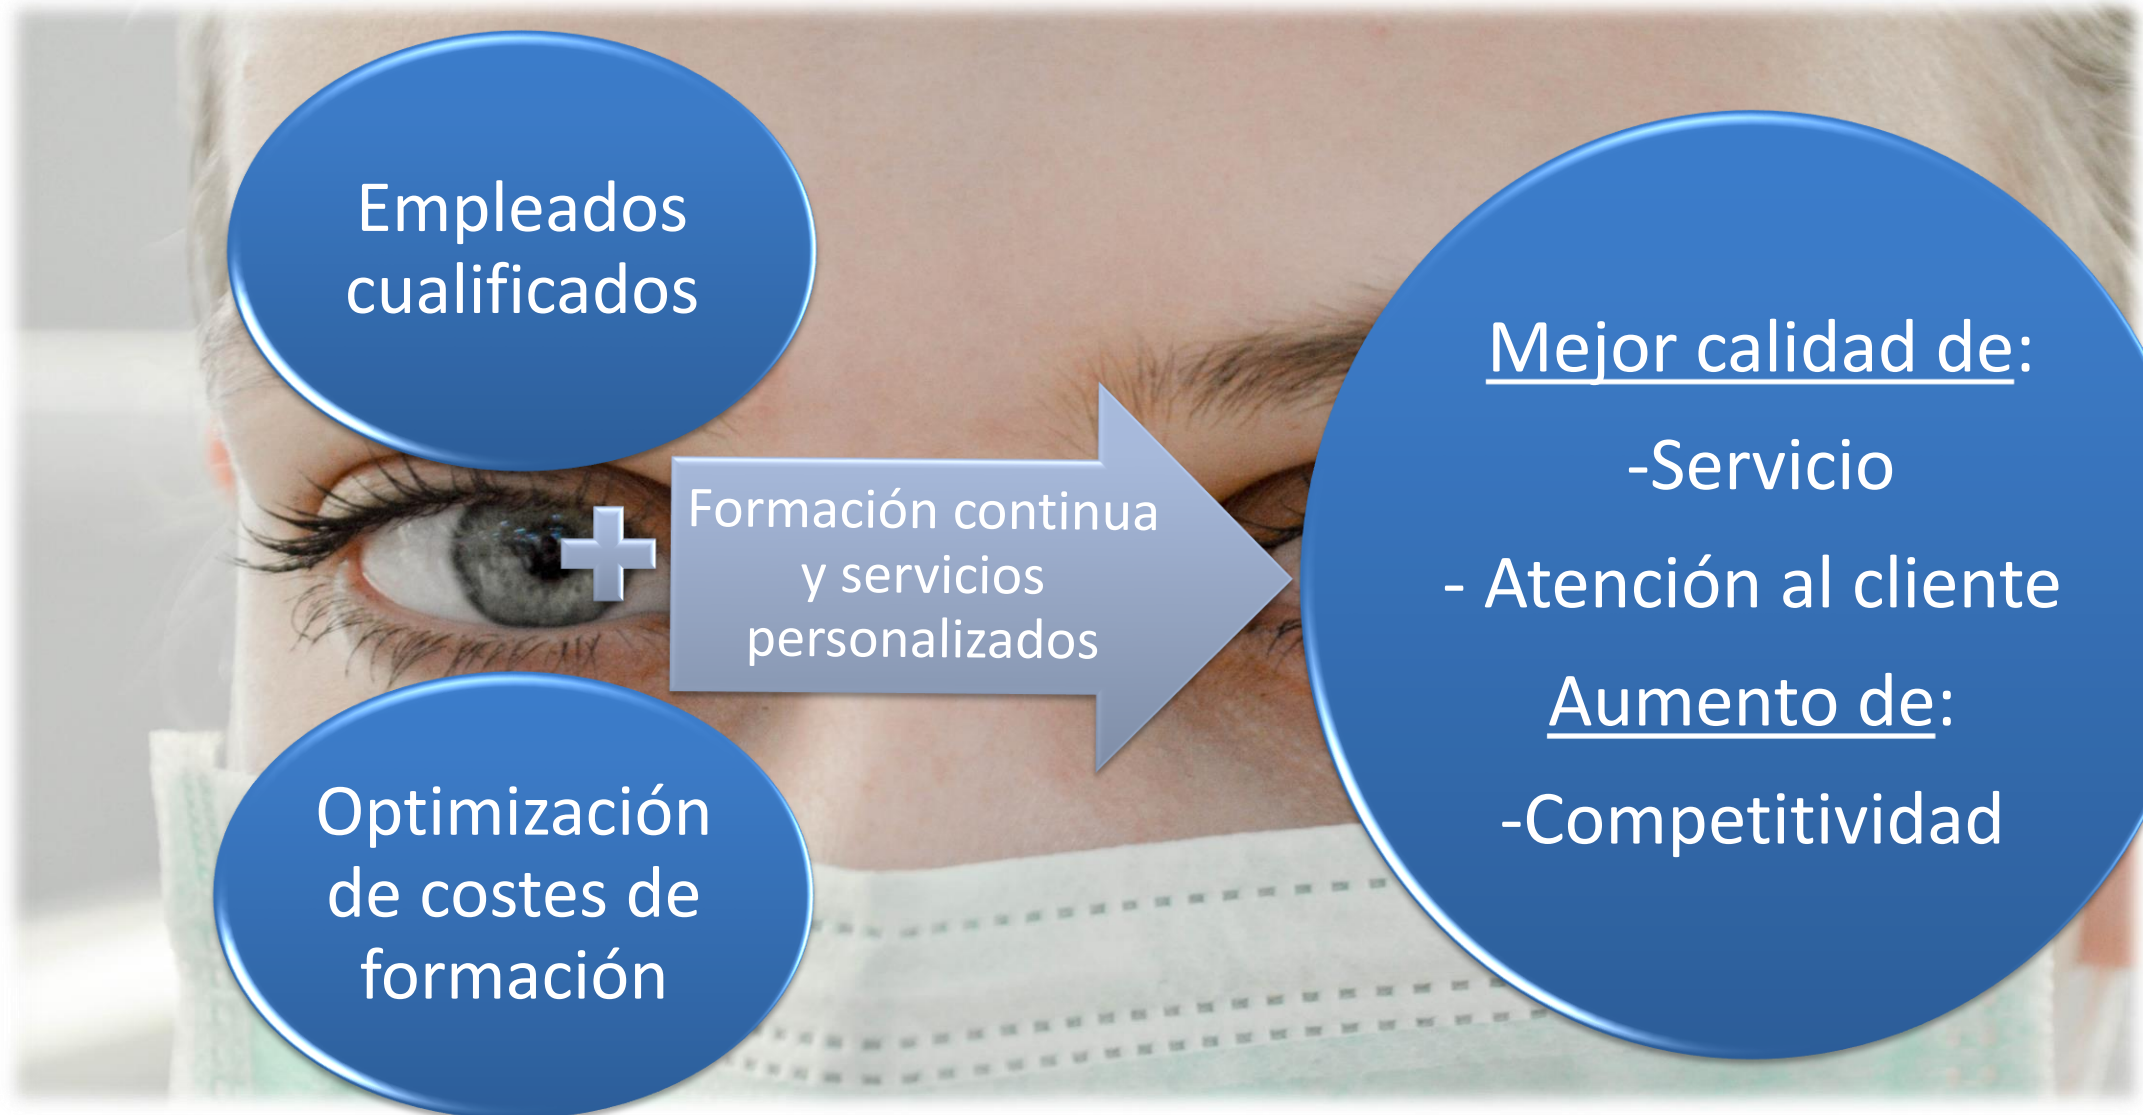 Empleados
cualificados
Optimización
de costes de
formación
Formación continua
y servicios
personalizados
Mejor calidad de:
-Servicio
- Atención al cliente
Aumento de:
-Competitividad